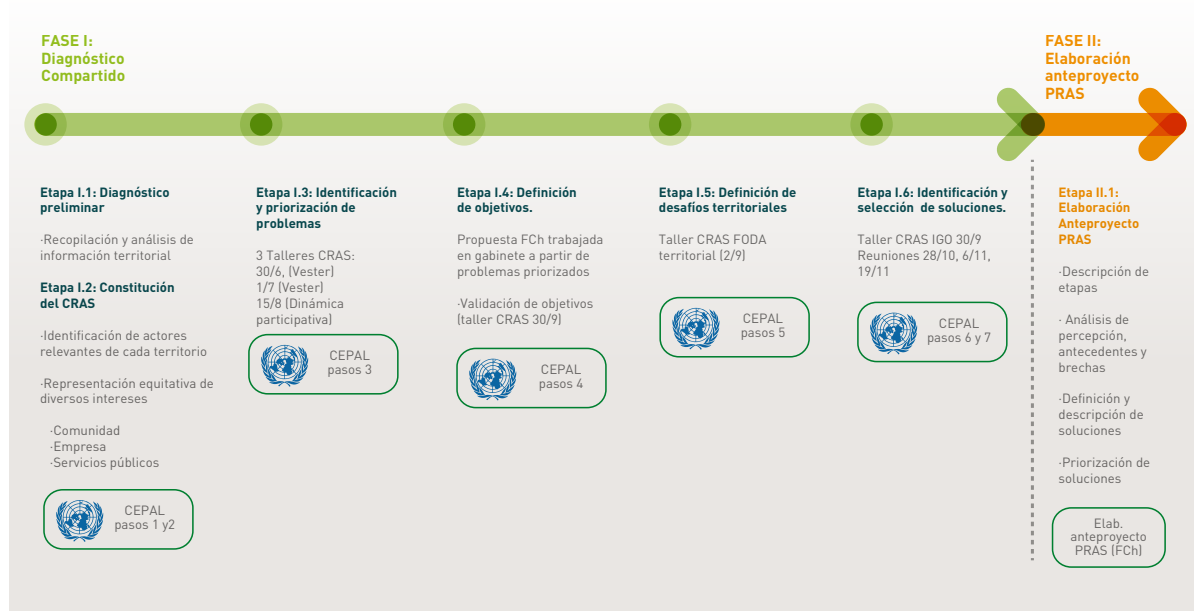 FASE I:
Diagnóstico
Compartido
FASE II:
Elaboración
anteproyecto
PRAS
Etapa I.1: Diagnóstico
preliminar
·Recopilación y análisis de
información territorial
Etapa I.2: Constitución
del CRAS
·Identificación de actores
relevantes de cada territorio
·Representación equitativa de
diversos intereses
·Comunidad
·Empresa
·Servicios públicos
CEPAL
pasos 1 y2
Etapa I.3: Identificación
y priorización de
problemas
3 Talleres CRAS:
30/6, (Vester)
1/7 (Vester)
15/8 (Dinámica
participativa)
CEPAL
pasos 3
Etapa I.4: Definición
de objetivos.
Propuesta FCh trabajada
en gabinete a partir de
problemas priorizados
·Validación de objetivos
(taller CRAS 30/9)
CEPAL
pasos 4
Etapa I.5: Definición de
desafíos territoriales
Taller CRAS FODA
territorial (2/9)
CEPAL
pasos 5
Etapa I.6: Identificación y
selección de soluciones.
Taller CRAS IGO 30/9
Reuniones 28/10, 6/11,
19/11
CEPAL
pasos 6 y 7
Etapa II.1:
Elaboración
Anteproyecto
PRAS
·Descripción de
etapas
· Análisis de
percepción,
antecedentes y
brechas
·Definición y
descripción de
soluciones
·Priorización de
soluciones
Elab.
anteproyecto
PRAS (FCh)